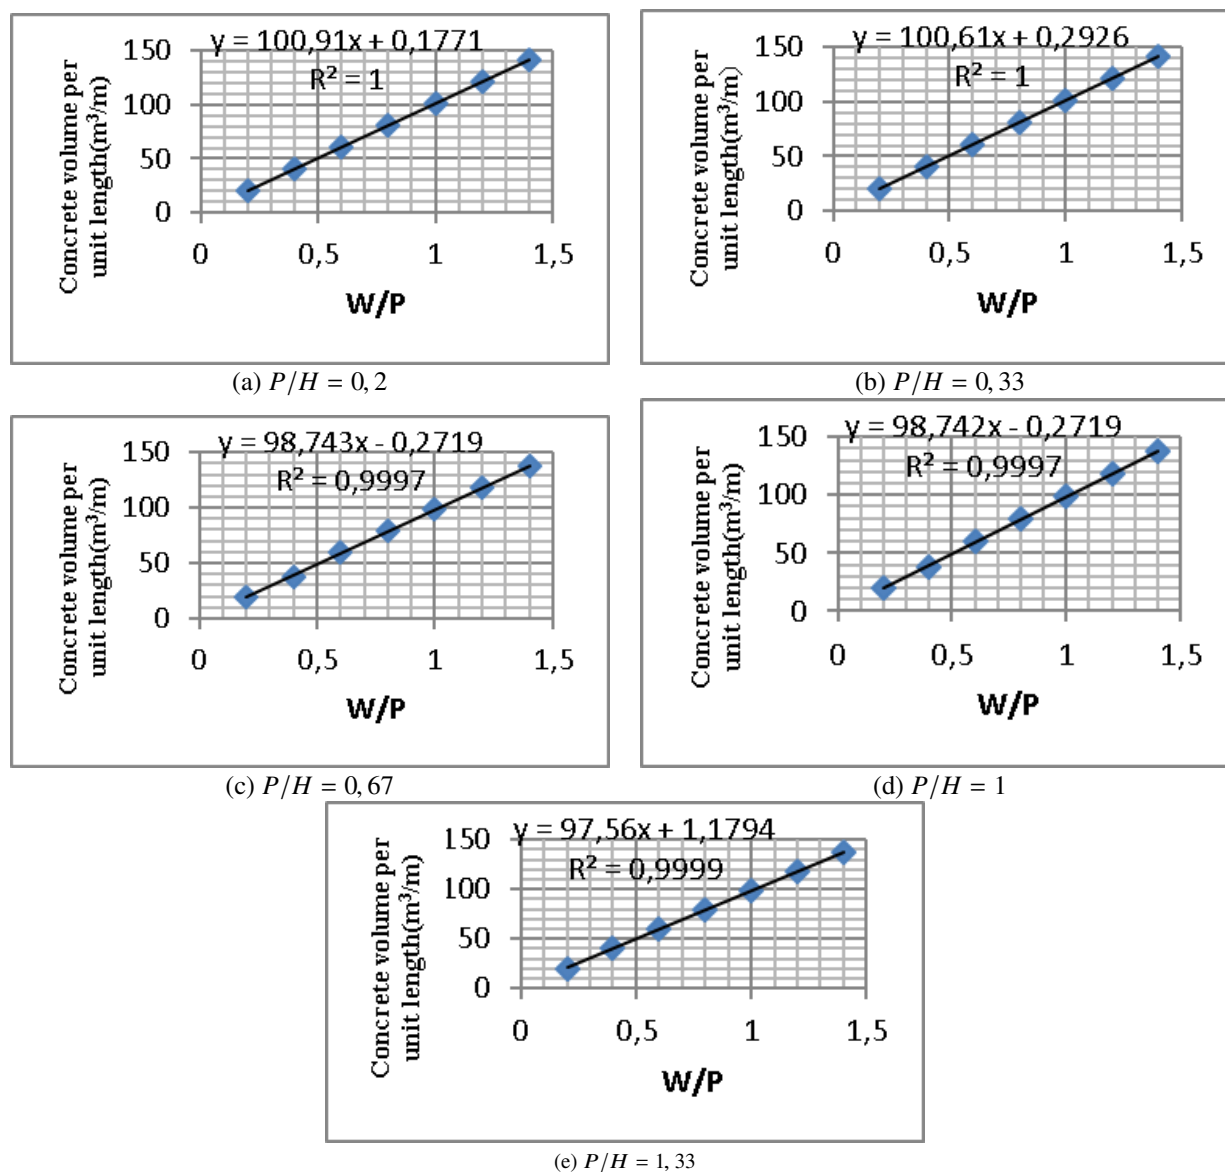 y = 100,91x + 0,1771
R² = 1
150
100
50
0
0 0,5 1 1,5
Concrete volume per
unit length(m³/m)
W/P
(a) P/H = 0, 2
y = 100,61x + 0,2926
R² = 1
150
100
50
0
0 0,5 1 1,5
Concrete volume per
unit length(m³/m)
W/P
(b) P/H = 0, 33
y = 98,743x - 0,2719
R² = 0,9997
150
100
50
0
0 0,5 1 1,5
Concrete volume per
unit length(m³/m)
W/P
(c) P/H = 0, 67
y = 98,742x - 0,2719
R² = 0,9997
150
100
50
0
0 0,5 1 1,5
Concrete volume per
unit length(m³/m)
W/P
(d) P/H = 1
y = 97,56x + 1,1794
R² = 0,9999
150
100
50
0
0 0,5 1 1,5
Concrete volume per
unit length(m³/m)
W/P
(e) P/H = 1, 33